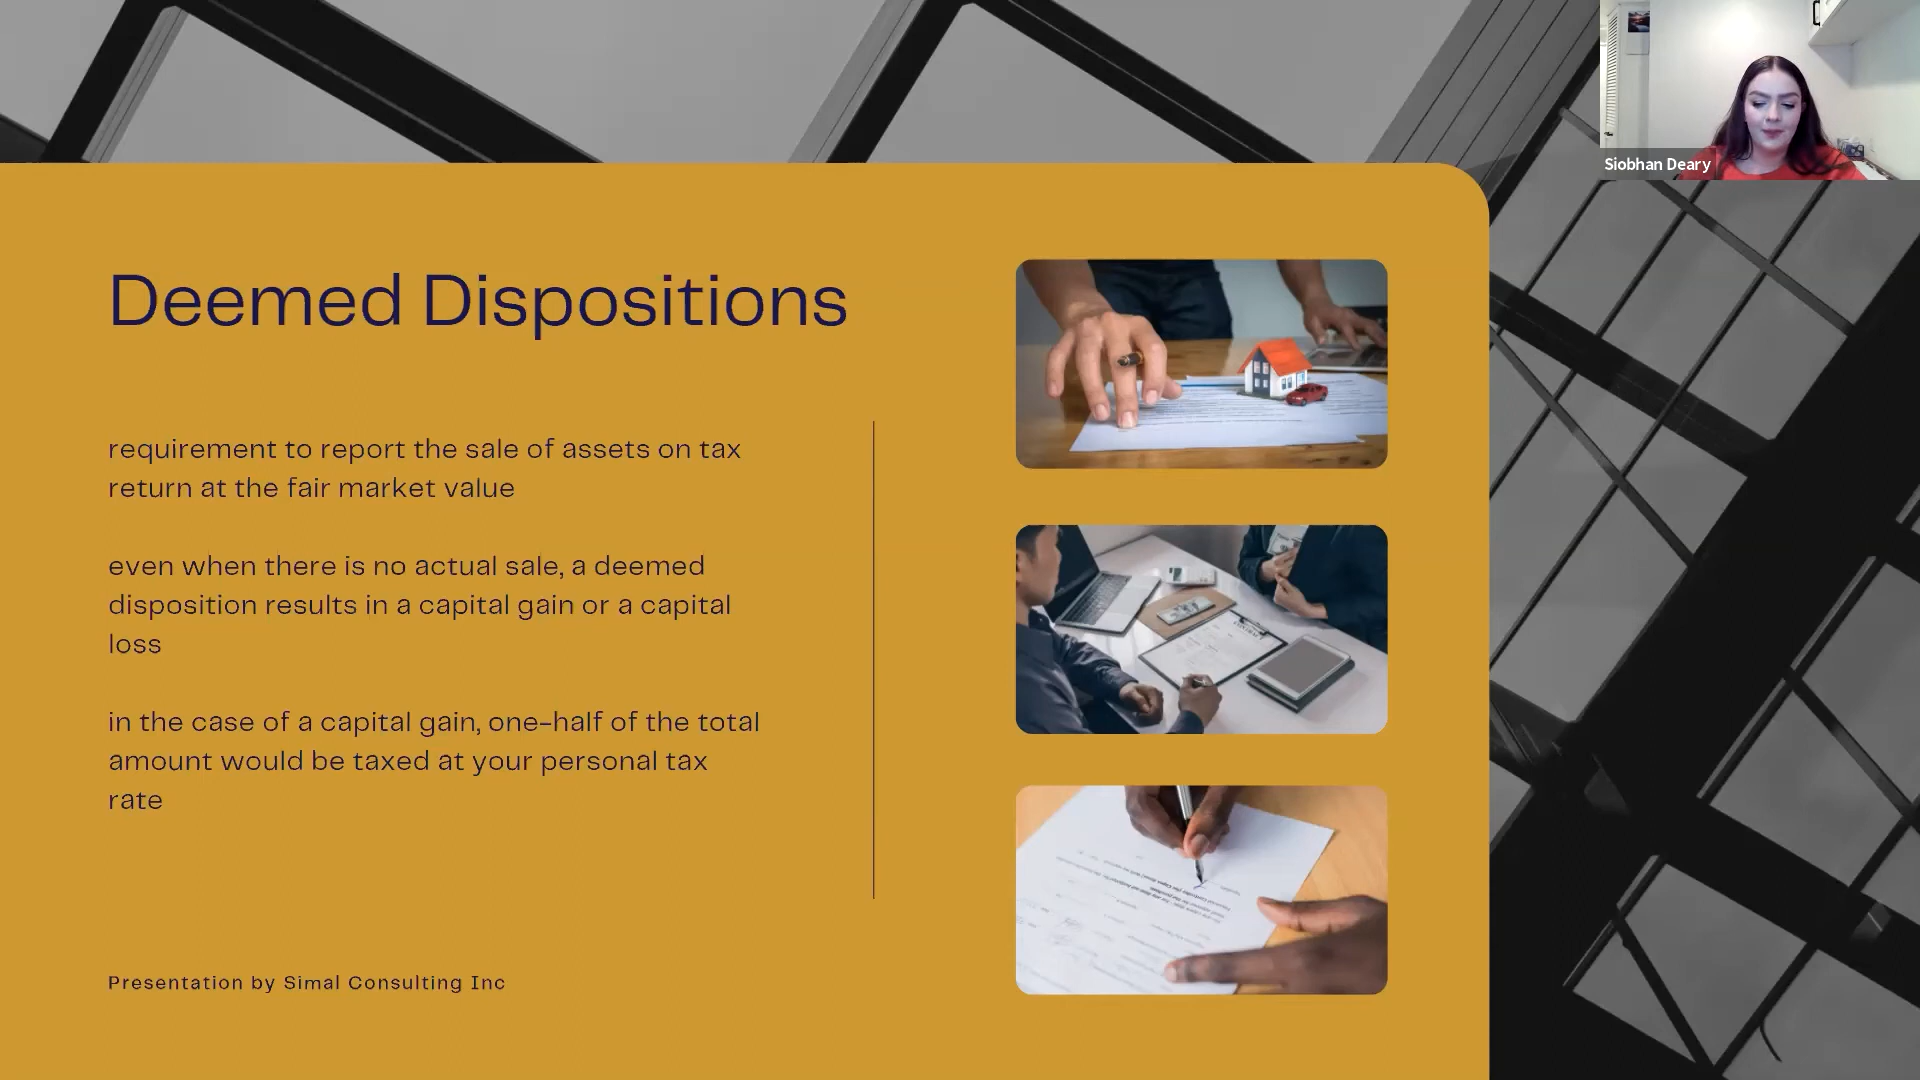 Siobhan Deary
Deemed Dispositions
requirement to report the sale of assets on tax
return at the fair market value
even when there is no actual sale, a deemed
disposition results in a capital gain or a capital
loss
in the case of a capital gain, one-half of the total
amount would be taxed at your personal tax
rate
Presentation by Simal Consulting Inc
CONTRACT